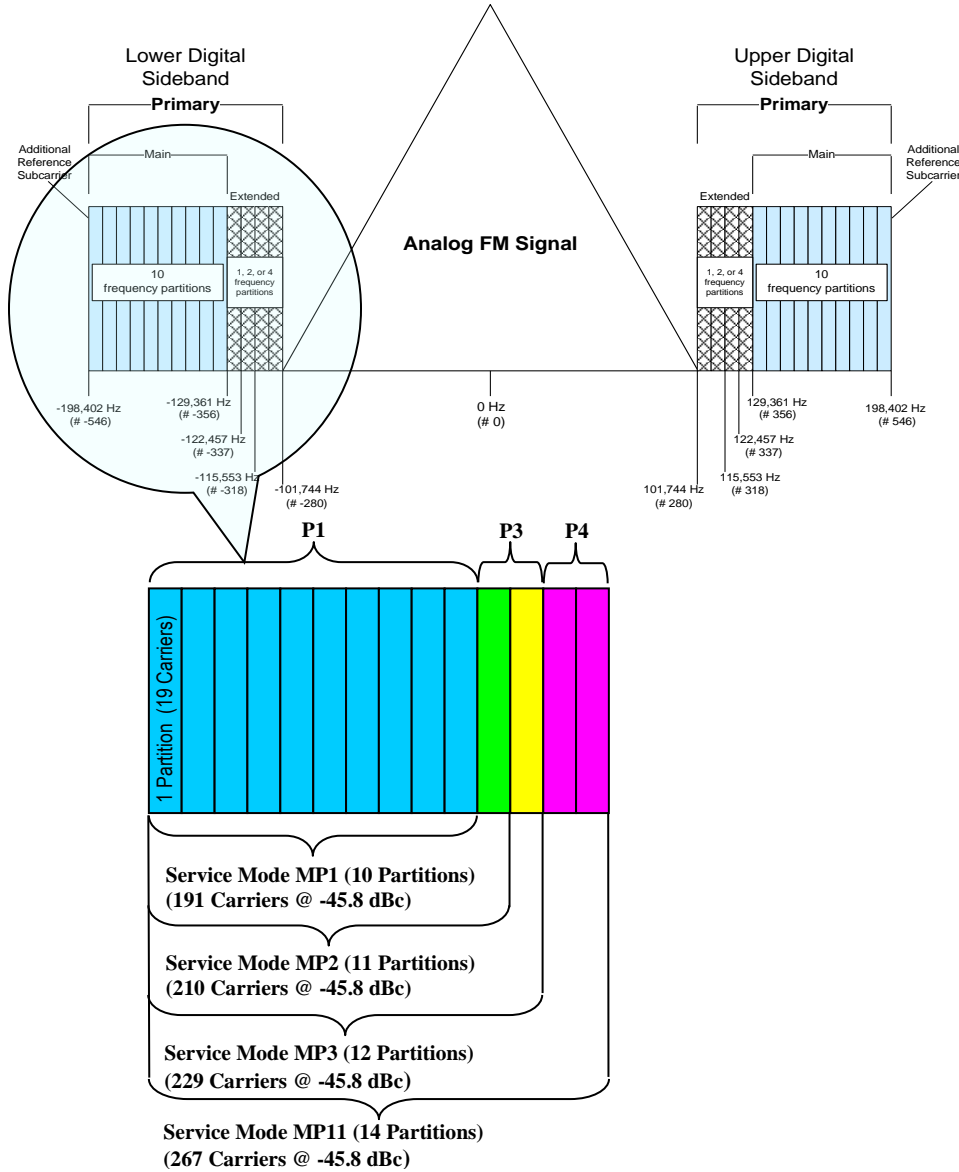 Lower Digital
Sideband
Primary
Upper Digital
Sideband
Primary
Additional
Reference
Subcarrier
Main
Extended
Extended
Main
Additional
Reference
Subcarrier
Analog FM Signal
10
frequency partitions
1, 2, or 4
frequency
partitions
1, 2, or 4
frequency
partitions
10
frequency partitions
-198,402 Hz
(# -546)
-129,361 Hz
(# -356)
-122,457 Hz
(# -337)
-115,553 Hz
(# -318)
-101,744 Hz
(# -280)
0 Hz
(# 0)
101,744 Hz
(# 280)
115,553 Hz
(# 318)
122,457 Hz
(# 337)
129,361 Hz
(# 356)
198,402 Hz
(# 546)
P1
P3
P4
1 Partition (19 Carriers)
Service Mode MP1 (10 Partitions)
(191 Carriers @ -45.8 dBc)
Service Mode MP2 (11 Partitions)
(210 Carriers @ -45.8 dBc)
Service Mode MP3 (12 Partitions)
(229 Carriers @ -45.8 dBc)
Service Mode MP11 (14 Partitions)
(267 Carriers @ -45.8 dBc)